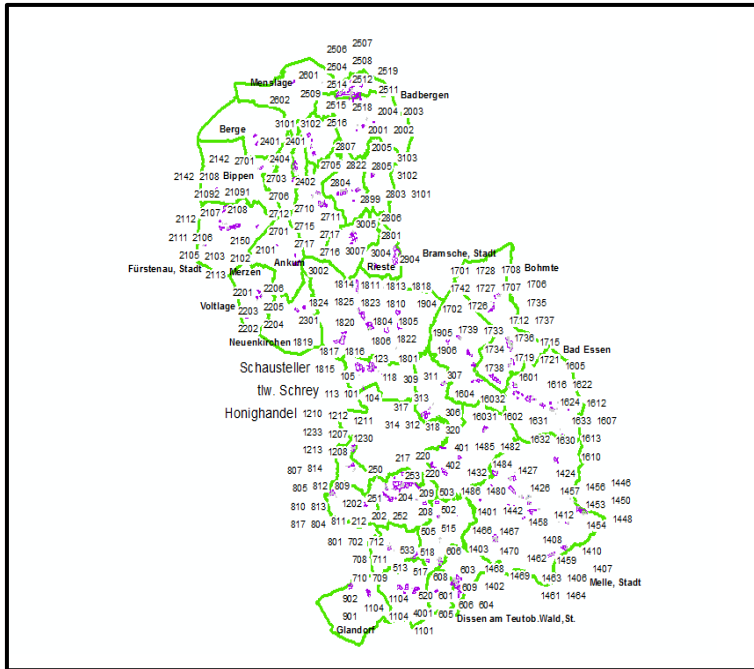 2506 2507
2504 2508
2601 2519
Menslage 2514 2512
2509 2511
2602 2515 2518 Badbergen
2004 2003
3101 3102 2516
Berge 2001 2002
2401 2401 2807 2005
2142 2404 3103
2701 2705 2822 2805
2142 2108 Bippen 2703 2402 2804 3102
21092 21091 2706 2899 2803 3101
2107 2108 2712 2710
2112 2711 3005 2806
2111 2106 2150 2701 2715 2717 2801
2105 2103 2102 2101 2717 2716 3007 3004 2904 Bramsche, Stadt
Fürstenau, Stadt 2113 Merzen Ankum 3002 Rieste 1701 1728 1708 Bohmte
2201 2206 1814 1811 1813 1818 1742 1727 1707 1706
Voltlage 2203 2205 1824 1825 1823 1810 1904 1702 1726 1735
2202 2204 2301 1820 1804 1805 1712 1737
Neuenkirchen 1819 1806 1822 1905 1739 1733 1736
1817 1816 123 1801 1906 1734 1719 1715 Bad Essen
Schausteller 1815 105 118 309 311 307 1738 1721 1605
tlw. Schrey 113 101 104 313 1604 16032 1601 1616 1622
Honighandel 317 306 16031 1602 1624 1612
1210 1212 1211 314 312 318 320 1631 1633 1607
1233 1207 1230 401 1485 1482 1632 1630 1613
1213 1208 217 220 1610
807 814 250 253 220 402 1432 1484 1427 1424
805 812 809 251 204 209 503 1486 1480 1426 1457 1456 1446
810 813 1202 208 502 1401 1442 1412 1453 1450
817 804 811 212 202 252 1458 1454 1448
801 702 712 505 515 1466 1467 1408
708 711 533 518 606 1403 1470 1462 1459 1410
710 709 513 517 608 603 1468 1469 1463 1406 1407
902 1104 1104 520 601 609 1402 1461 1464 Melle, Stadt
901 1104 4001 605 606 604
Glandorf 1101 Dissen am Teutob.Wald,St.